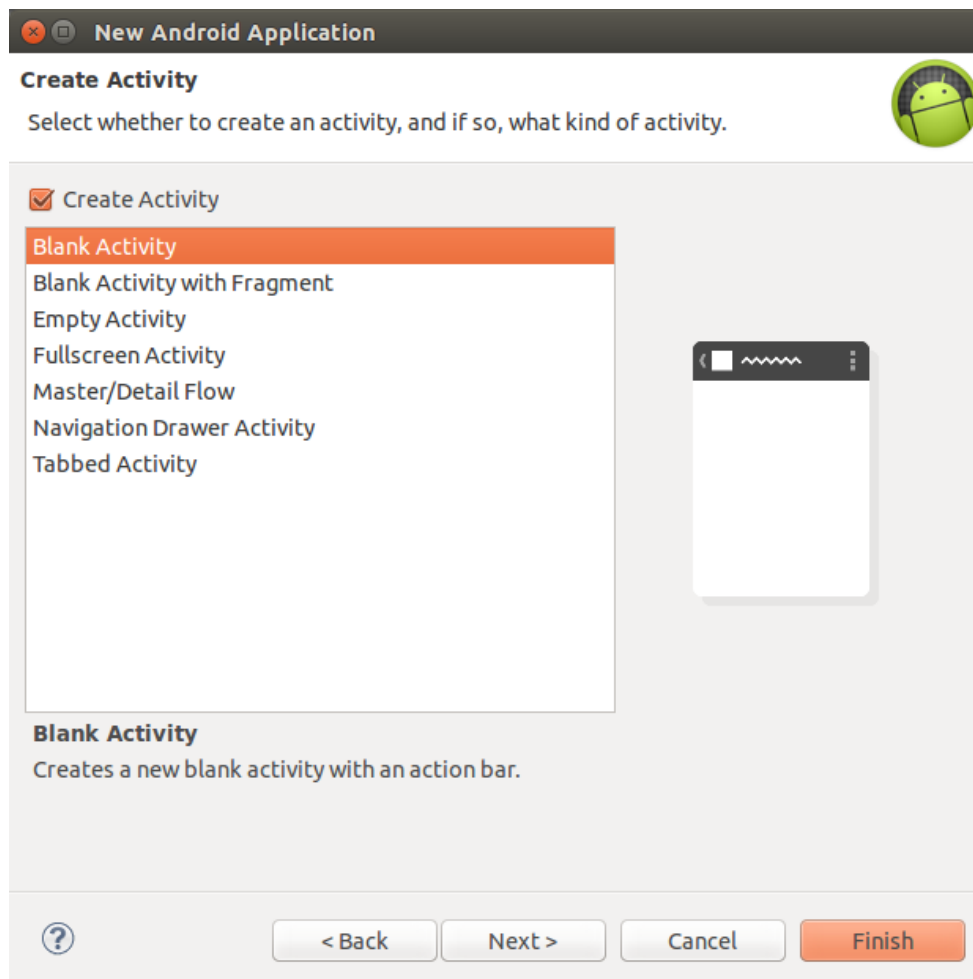 New Android Application
Create Activity
Select whether to create an activity, and if so, what kind of activity.
Create Activity
Blank Activity
Blank Activity with Fragment
Empty Activity
Fullscreen Activity
Master/Detail Flow
Navigation Drawer Activity
Tabbed Activity
Blank Activity
Creates a new blank activity with an action bar.
? < Back Next > Cancel Finish